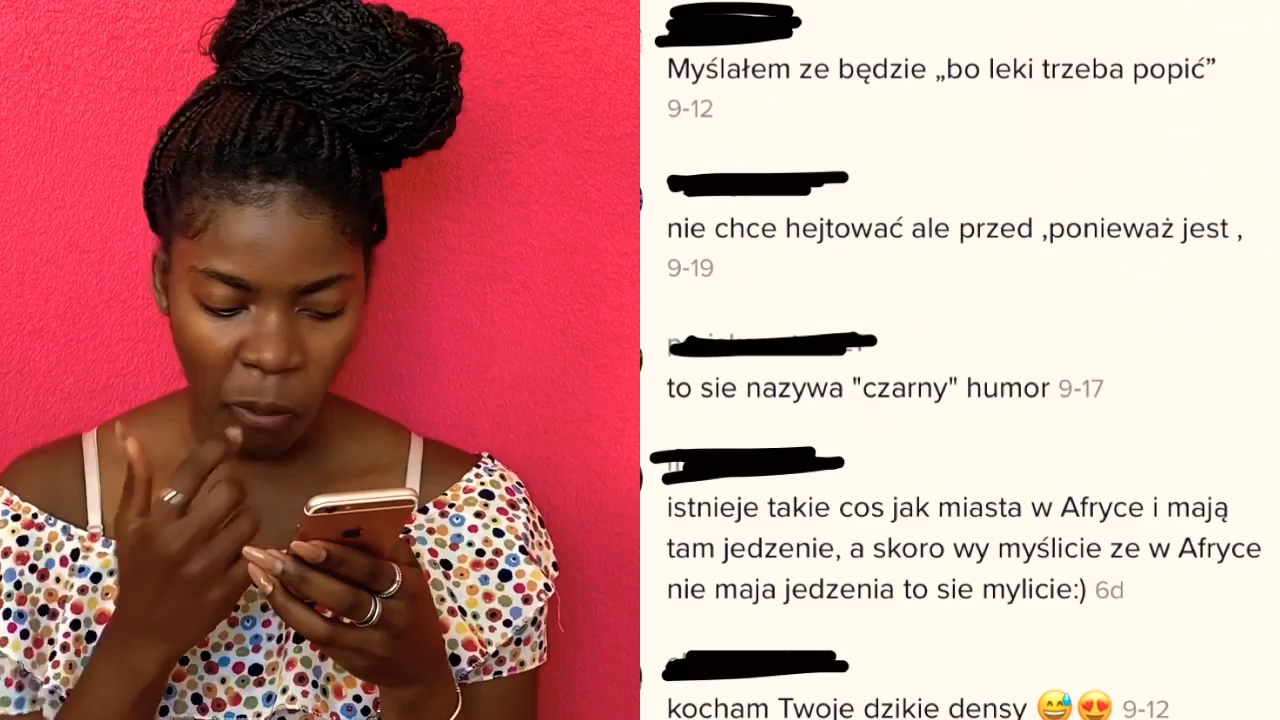 Myślałem ze będzie „bo leki trzeba popić”
9-12
nie chce hejtować ale przed ,ponieważ jest ,
9-19
to sie nazywa "czarny" humor 9-17
istnieje takie cos jak miasta w Afryce i mają
tam jedzenie, a skoro wy myślicie ze w Afryce
nie maja jedzenia to sie mylicie:) 6d
kocham Twoje dzikie densy 😅😍 9-12